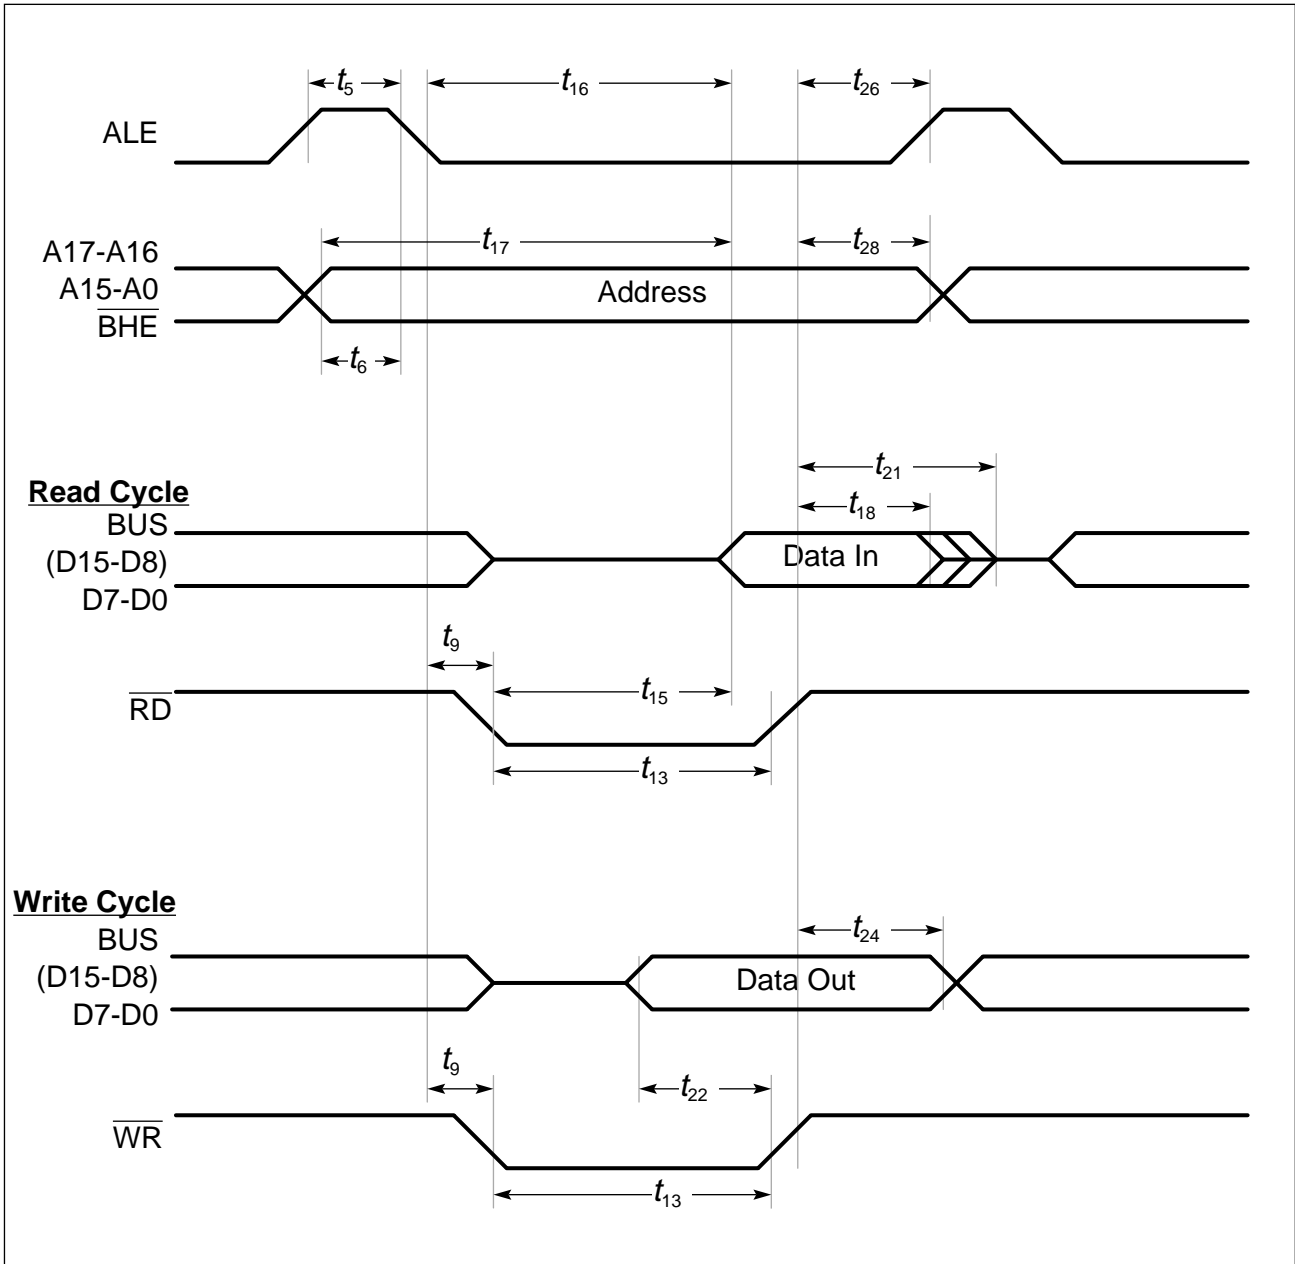 t5
t16
t26
ALE
A17-A16
t17
t28
A15-A0
Address
BHE
t6
t21
Read Cycle
t18
BUS
(D15-D8)
Data In
D7-D0
t9
t15
RD
t13
Write Cycle
t24
BUS
(D15-D8)
Data Out
D7-D0
t9
t22
WR
t13